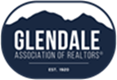 GLENDALE
ASSOCIATION OF REALTORS®
EST. 1920